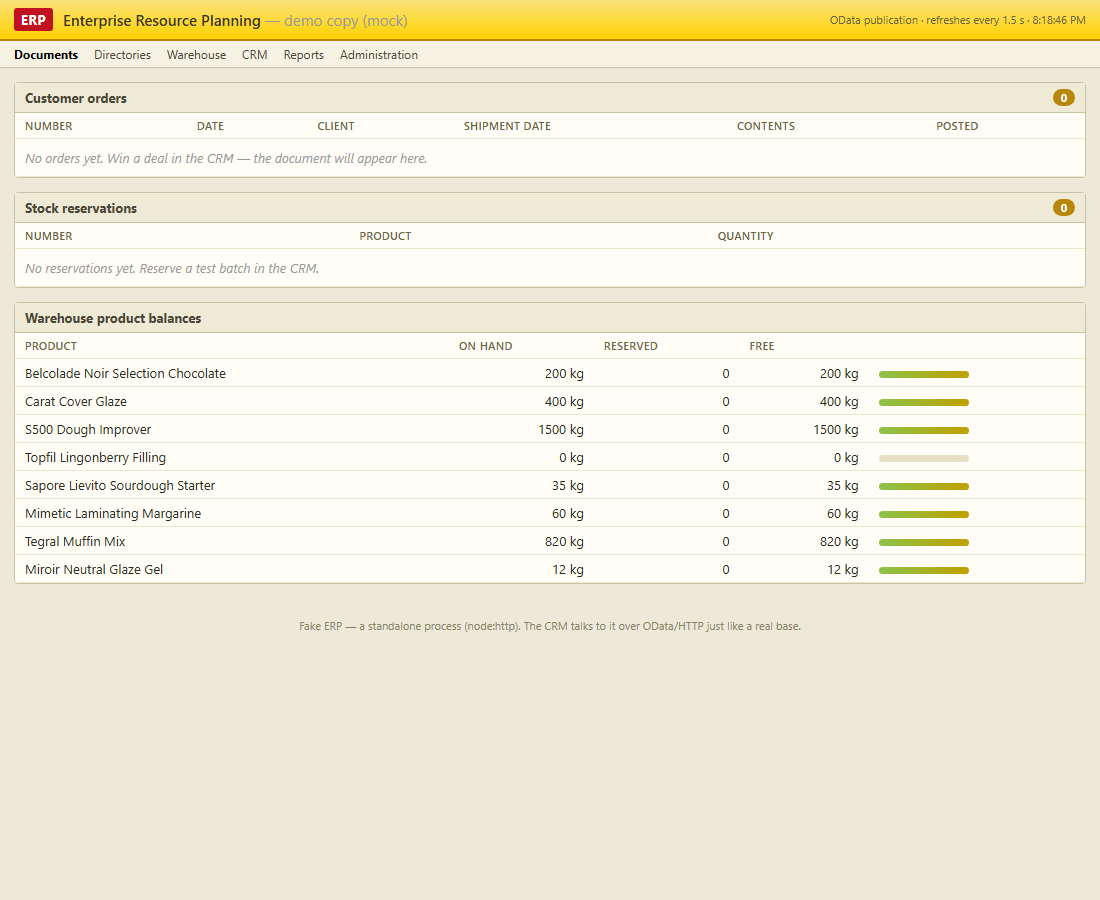 ERP Enterprise Resource Planning — demo copy (mock) OData publication · refreshes every 1.5 s · 8:18:46 PM
Documents Directories Warehouse CRM Reports Administration
Customer orders 0
NUMBER DATE CLIENT SHIPMENT DATE CONTENTS POSTED
No orders yet. Win a deal in the CRM — the document will appear here.
Stock reservations 0
NUMBER PRODUCT QUANTITY
No reservations yet. Reserve a test batch in the CRM.
Warehouse product balances
PRODUCT ON HAND RESERVED FREE
Belcolade Noir Selection Chocolate 200 kg 0 200 kg
Carat Cover Glaze 400 kg 0 400 kg
S500 Dough Improver 1500 kg 0 1500 kg
Topfil Lingonberry Filling 0 kg 0 0 kg
Sapore Lievito Sourdough Starter 35 kg 0 35 kg
Mimetic Laminating Margarine 60 kg 0 60 kg
Tegral Muffin Mix 820 kg 0 820 kg
Miroir Neutral Glaze Gel 12 kg 0 12 kg
Fake ERP — a standalone process (node:http). The CRM talks to it over OData/HTTP just like a real base.